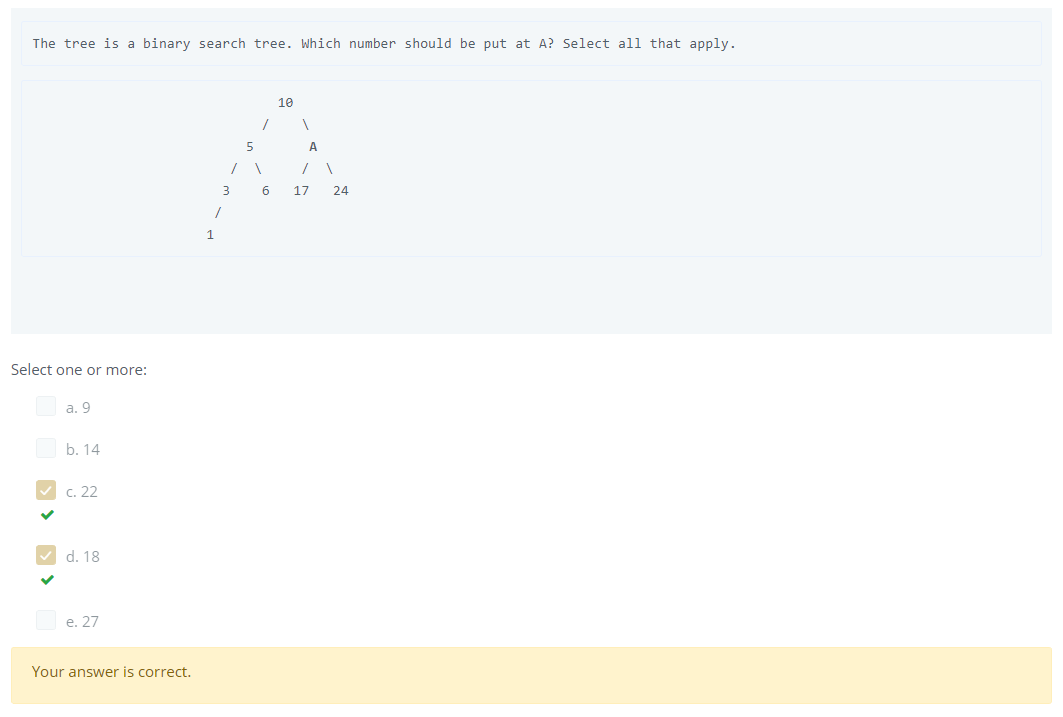 The tree is a binary search tree. Which number should be put at A? Select all that apply.
10
/ \
5 A
/ \ / \
3 6 17 24
/
1
Select one or more:
a. 9
b. 14
c. 22
d. 18
e. 27
Your answer is correct.